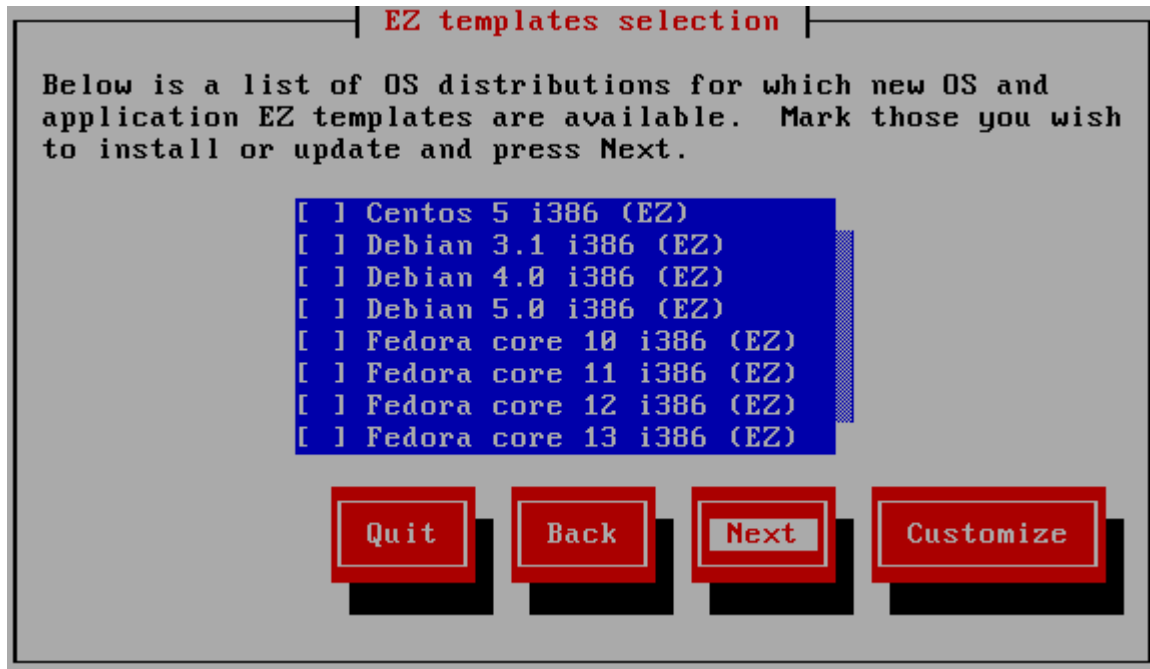 EZ templates selection
Below is a list of OS distributions for which new OS and
application EZ templates are available.  Mark those you wish
to install or update and press Next.
[ ] Centos 5 i386 (EZ)
[ ] Debian 3.1 i386 (EZ)
[ ] Debian 4.0 i386 (EZ)
[ ] Debian 5.0 i386 (EZ)
[ ] Fedora core 10 i386 (EZ)
[ ] Fedora core 11 i386 (EZ)
[ ] Fedora core 12 i386 (EZ)
[ ] Fedora core 13 i386 (EZ)
Quit Back Next Customize